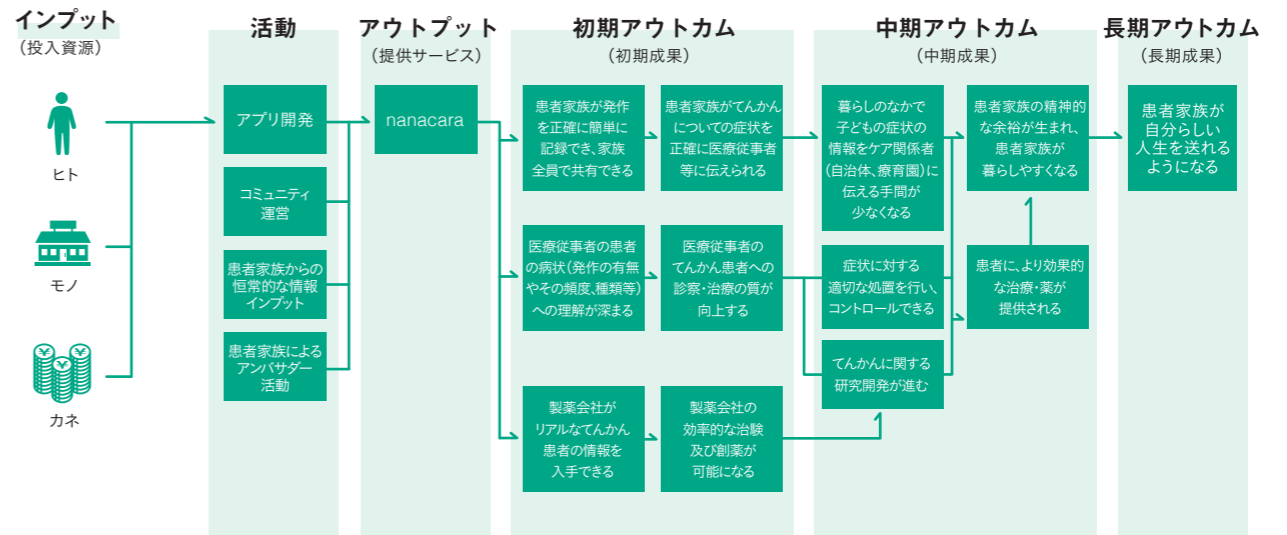 インプット
（投入資源）
ヒト
モノ
カネ
活動
アプリ開発
コミュニティ
運営
患者家族からの
恒常的な情報
インプット
患者家族による
アンバサダー
活動
アウトプット
（提供サービス）
nanacara
初期アウトカム
（初期成果）
患者家族が発作
を正確に簡単に
記録でき、家族
全員で共有できる
患者家族がてんかん
についての症状を
正確に医療従事者
等に伝えられる
医療従事者の患者
の病状（発作の有無
やその頻度、種類等）
への理解が深まる
医療従事者の
てんかん患者への
診察・治療の質が
向上する
製薬会社が
リアルなてんかん
患者の情報を
入手できる
製薬会社の
効率的な治験
及び創薬が
可能になる
中期アウトカム
（中期成果）
暮らしのなかで
子どもの症状の
情報をケア関係者
（自治体、療育園）に
伝える手間が
少なくなる
患者家族の精神的
な余裕が生まれ、
患者家族が
暮らしやすくなる
症状に対する
適切な処置を行い、
コントロールできる
患者に、より効果的
な治療・薬が
提供される
てんかんに関する
研究開発が進む
長期アウトカム
（長期成果）
患者家族が
自分らしい
人生を送れる
ようになる